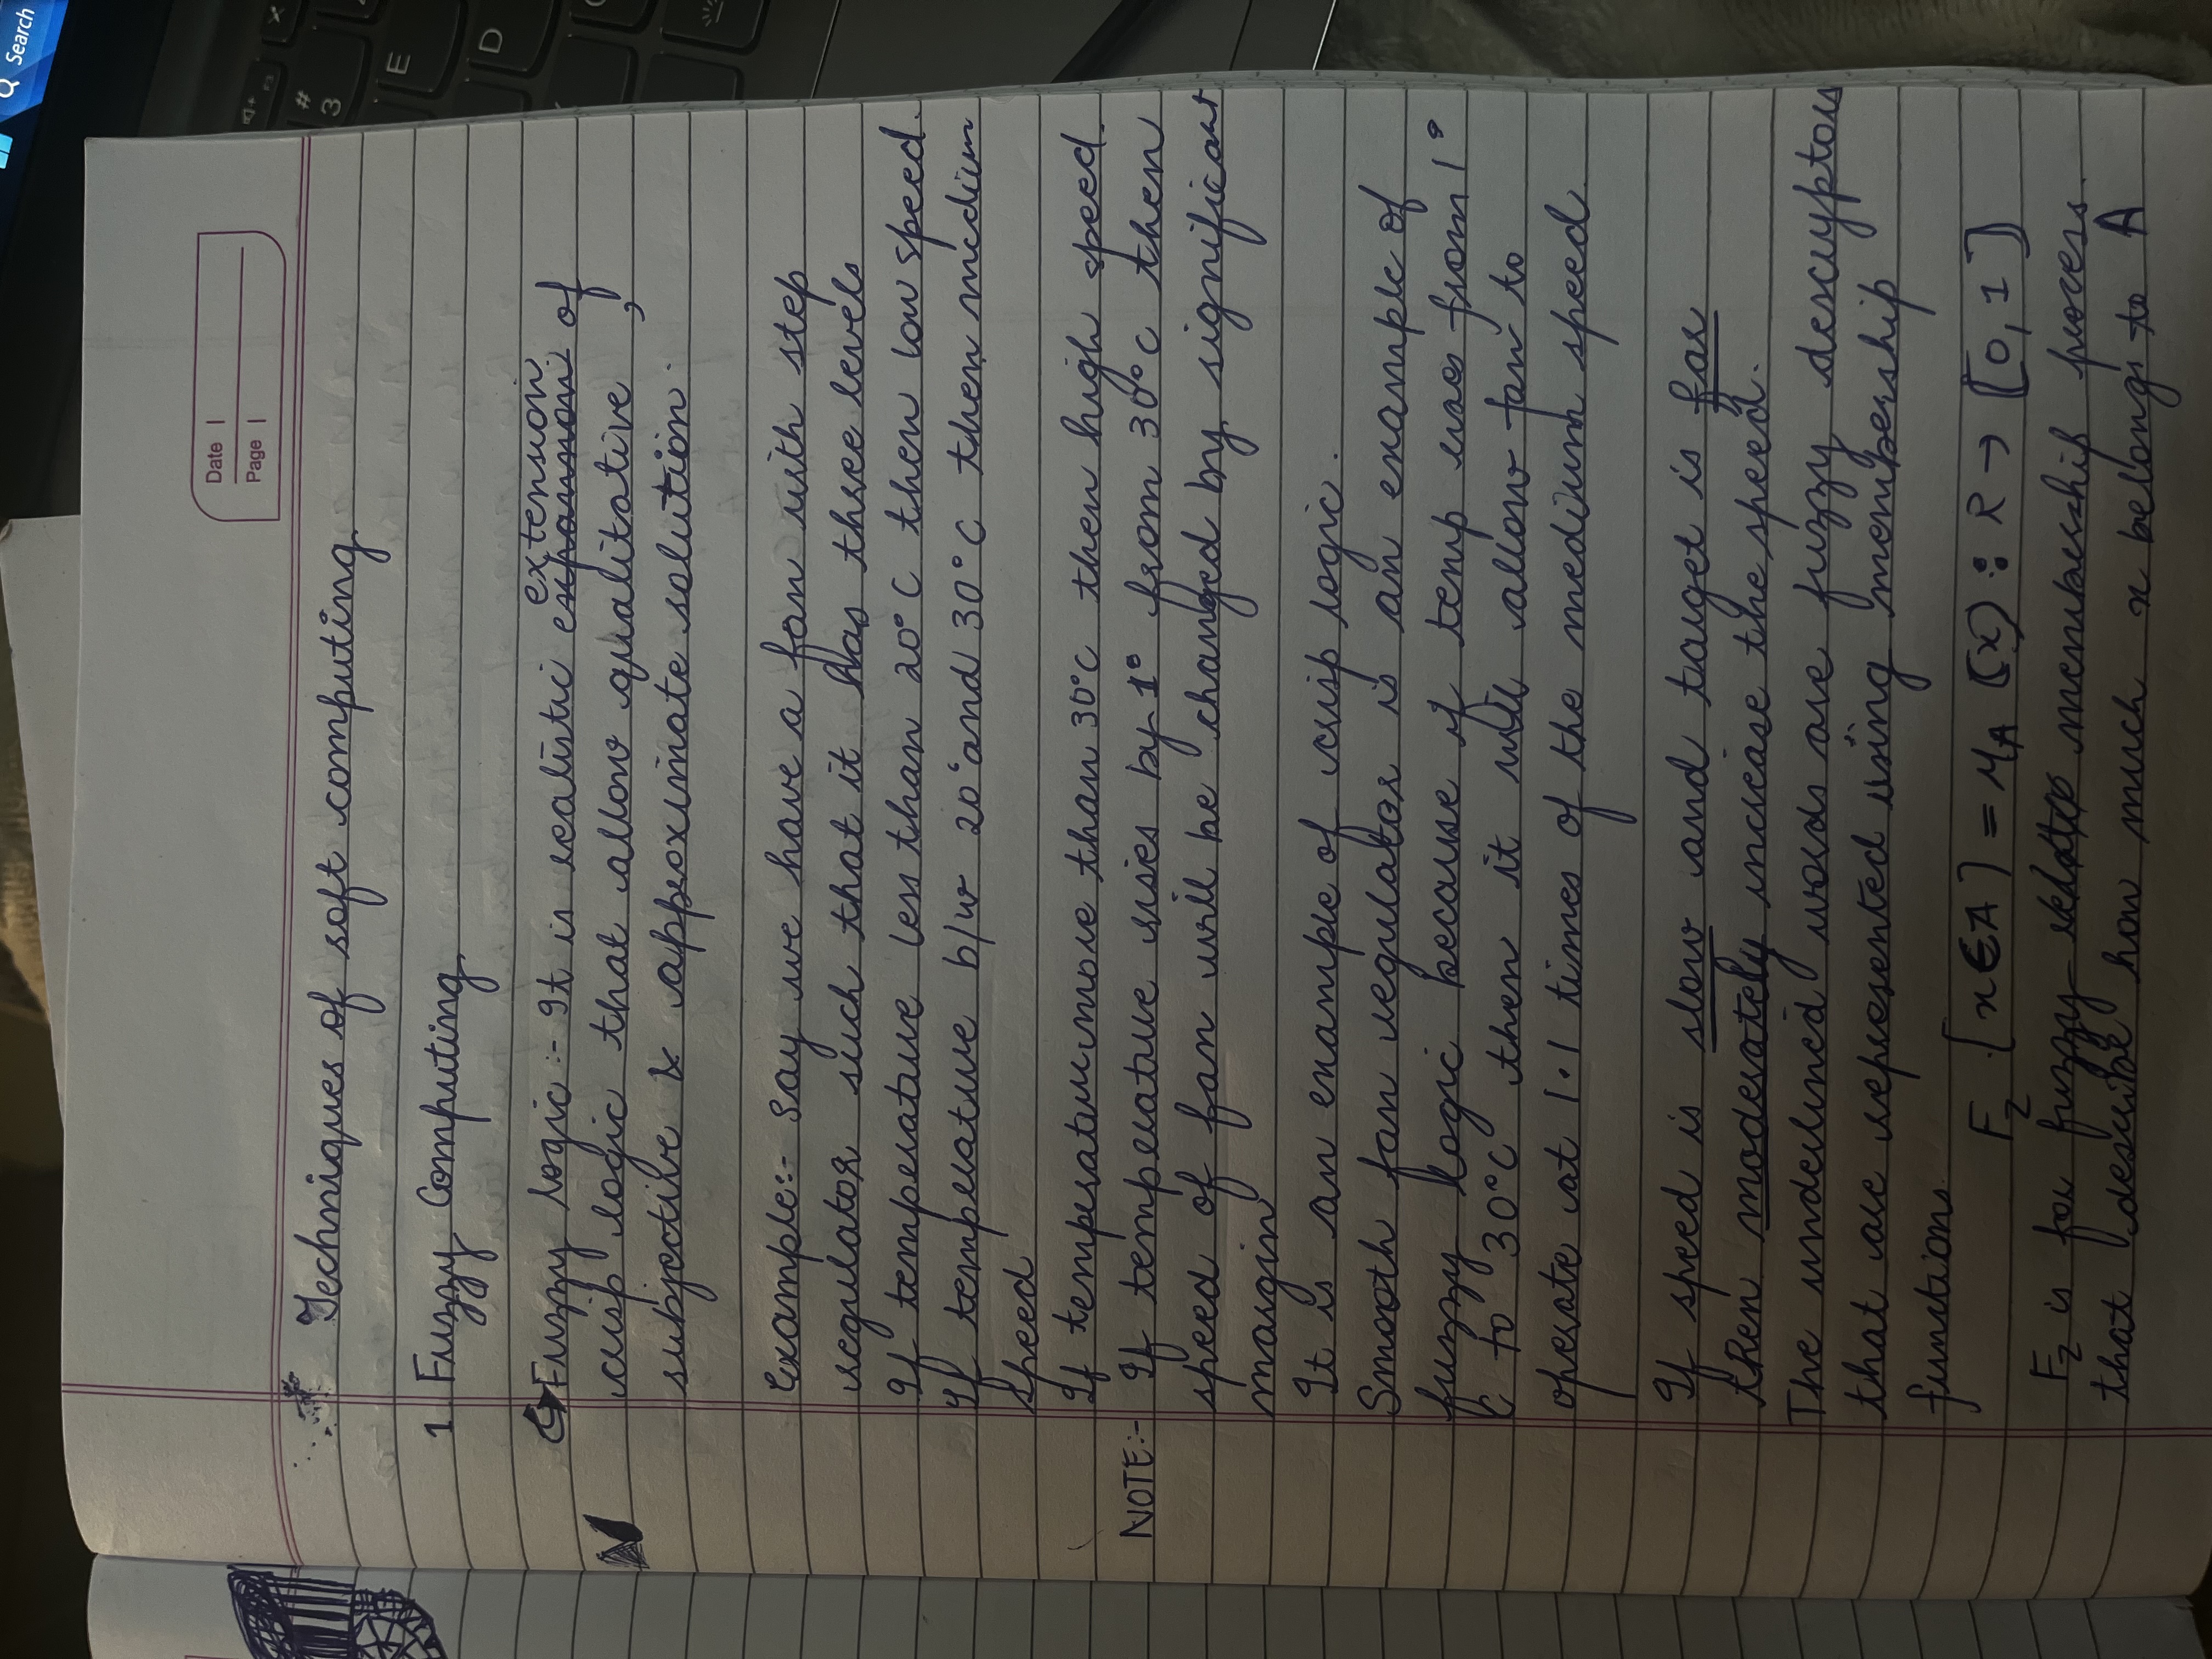 Search
Date |
Page |
# 3
E
D
Techniques of soft computing
1. Fuzzy Computing
extension
Fuzzy logic :- It is realistic expansion of
crisp logic that allow qualitative ,
subjective & approximate solution.
Example:- Say we have a fan with step
regulator such that it has three levels
If temperature less than 20° C then low speed.
If temperature b/w 20° and 30° C then medium
speed
If temperature more than 30°C then high speed.
NOTE:- If temperature rises by 1° from 30°C then
speed of fan will be changed by significant
margin
It is an example of crisp logic.
Smooth fan regulator is an example of
fuzzy logic because if temp rises from 1°
C to 30°C then it will allow fan to
operate at 1.1 times of the medium speed.
If speed is slow and target is far
then moderately increase the speed.
The underlined words are fuzzy descryptors
that are represented using membership
functions.
Fz [x∈A] = μA (x) : R → [0,1]
Fz is for fuzzy membership process.
that describe how much x belongs to A